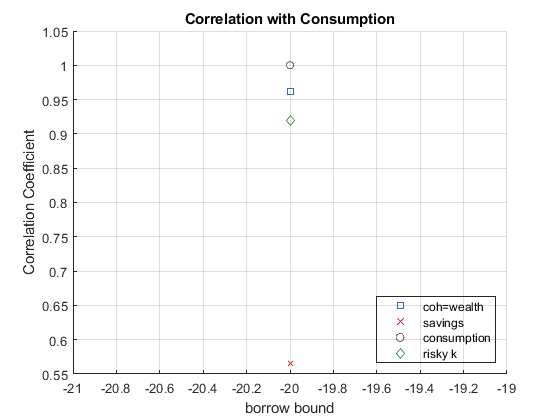 Correlation with Consumption
1.05
1
0.95
0.9
0.85
0.8
0.75
0.7
0.65
0.6
0.55
Correlation Coefficient
coh=wealth
savings
consumption
risky k
-21 -20.8 -20.6 -20.4 -20.2 -20 -19.8 -19.6 -19.4 -19.2 -19
borrow bound